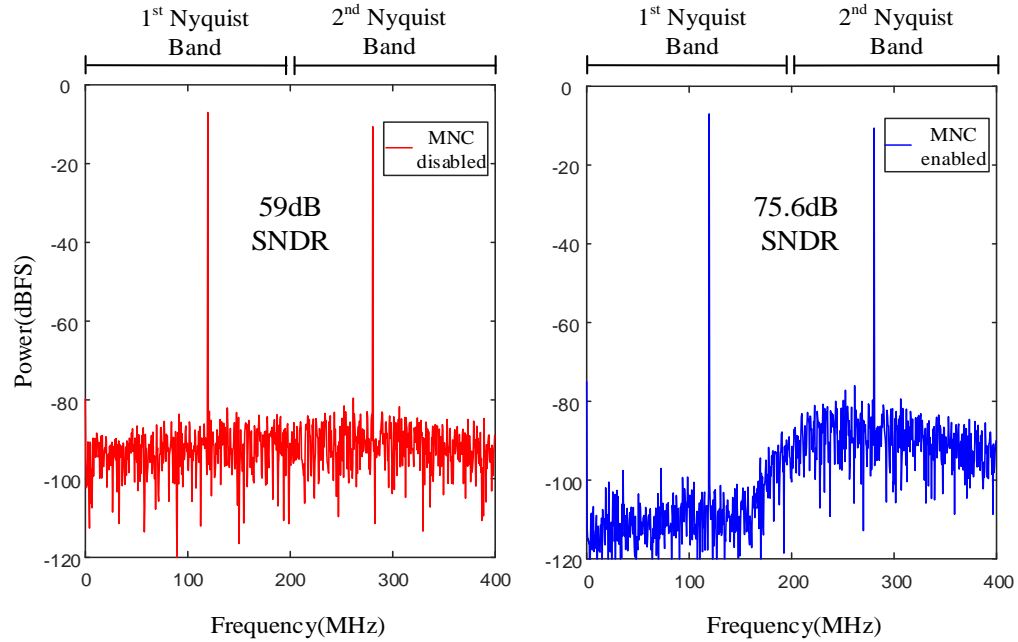 1st Nyquist
Band
2nd Nyquist
Band
1st Nyquist
Band
2nd Nyquist
Band
Power(dBFS)
0
-20
-40
-60
-80
-100
-120
MNC
disabled
59dB
SNDR
0
100
200
300
400
Frequency(MHz)
0
-20
-40
-60
-80
-100
-120
MNC
enabled
75.6dB
SNDR
0
100
200
300
400
Frequency(MHz)